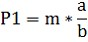 P1 = m * a/b